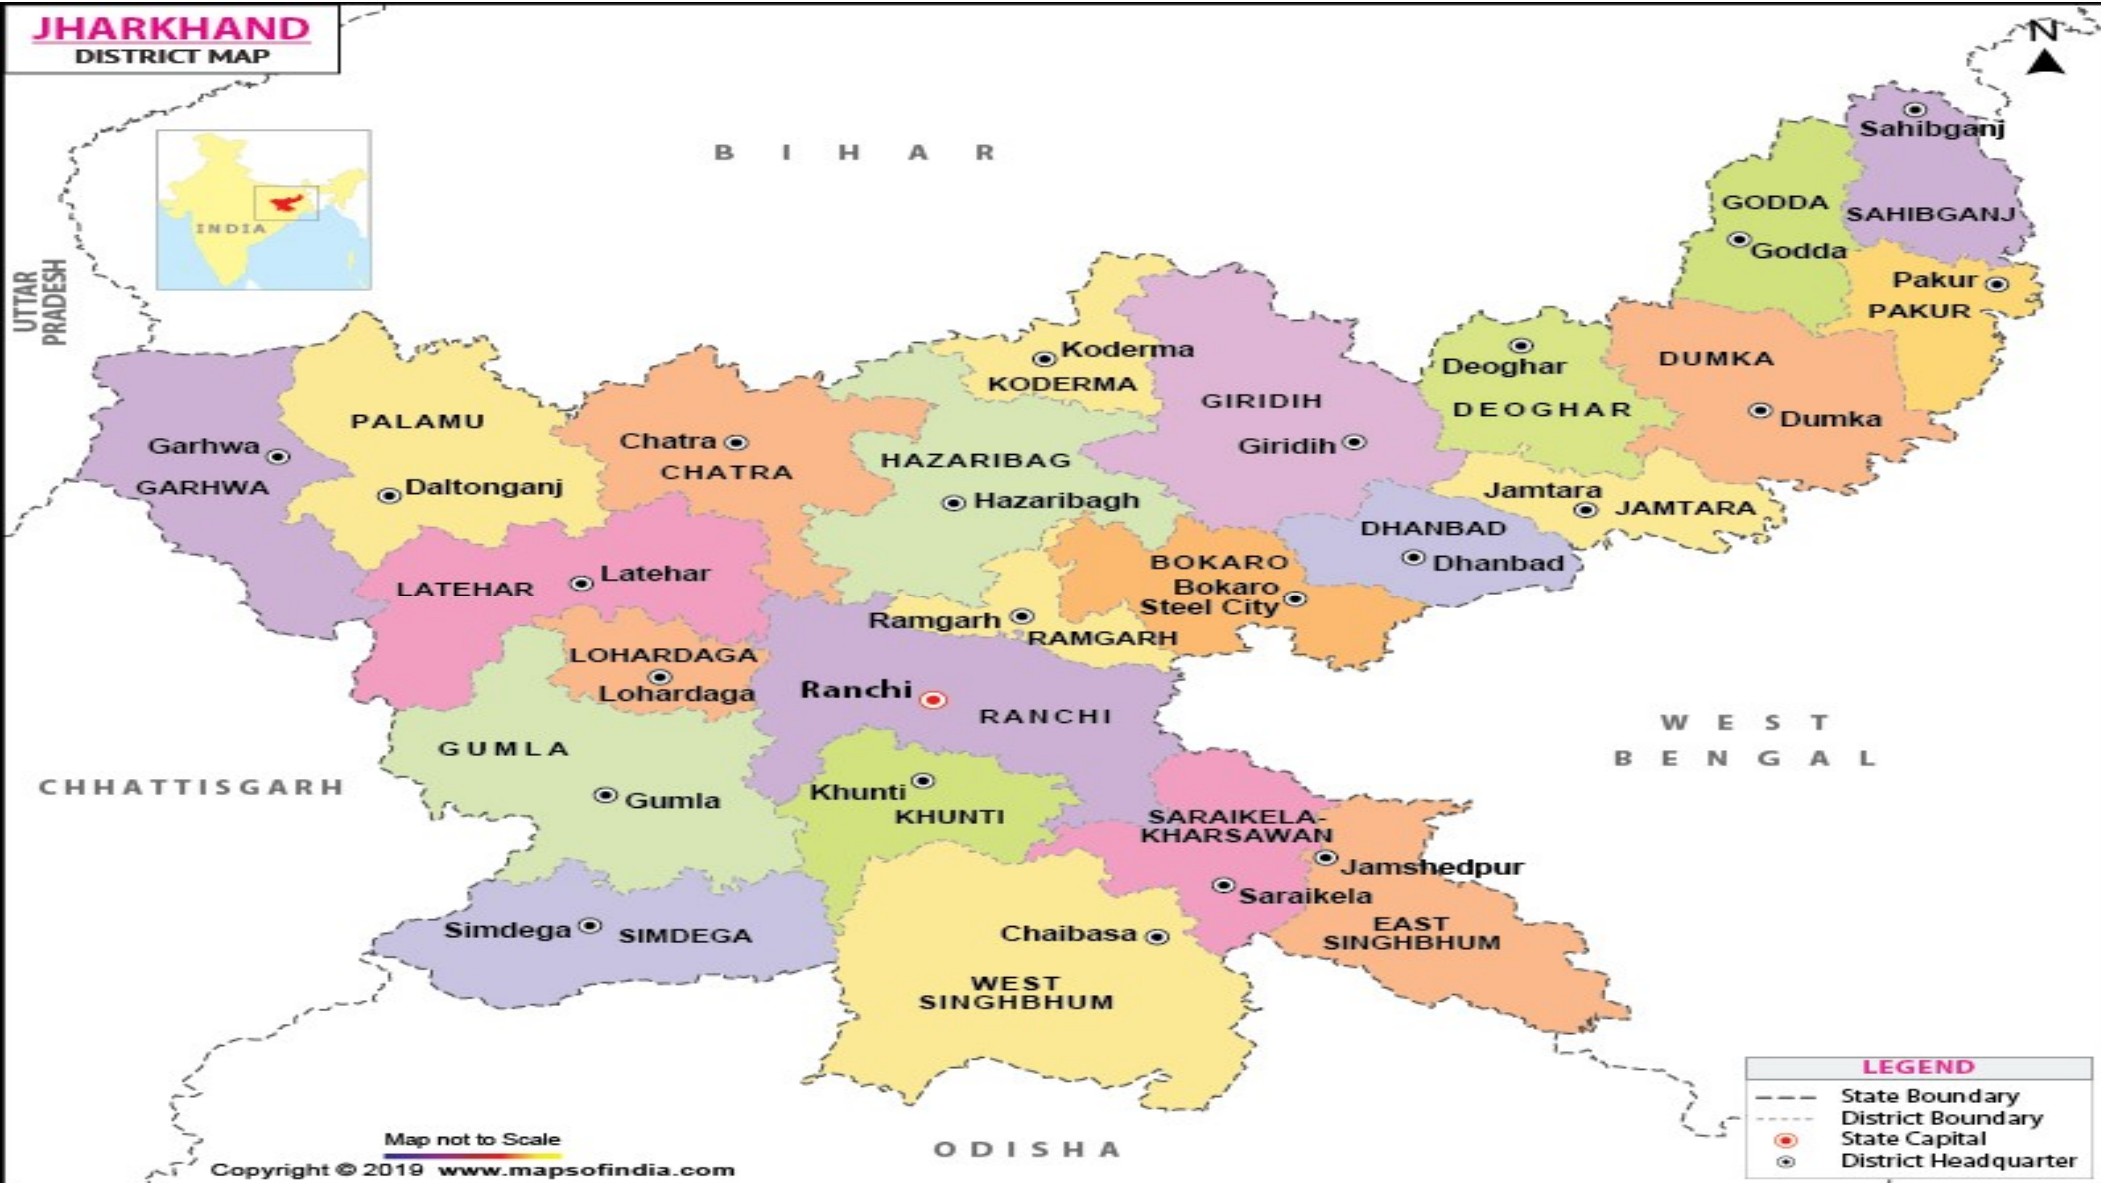 JHARKHAND
DISTRICT MAP
N
BIHAR
INDIA
UTTAR
PRADESH
Sahibganj
SAHIBGANJ
GODDA
Godda
Pakur
PAKUR
Koderma
KODERMA
GIRIDIH
Giridih
Deoghar
DEOGHAR
DUMKA
Dumka
PALAMU
Daltonganj
Garhwa
GARHWA
Chatra
CHATRA
HAZARIBAG
Hazaribagh
Jamtara
JAMTARA
DHANBAD
Dhanbad
BOKARO
Bokaro
Steel City
LATEHAR
Latehar
Ramgarh
RAMGARH
LOHARDAGA
Lohardaga
Ranchi
RANCHI
GUMLA
Gumla
Khunti
KHUNTI
CHHATTISGARH
WEST
BENGAL
SARAIKELA-
KHARSAWAN
Jamshedpur
Saraikela
EAST
SINGHBHUM
Simdega
SIMDEGA
Chaibasa
WEST
SINGHBHUM
ODISHA
Map not to Scale
Copyright © 2019 www.mapsofindia.com
LEGEND
State Boundary
District Boundary
State Capital
District Headquarter